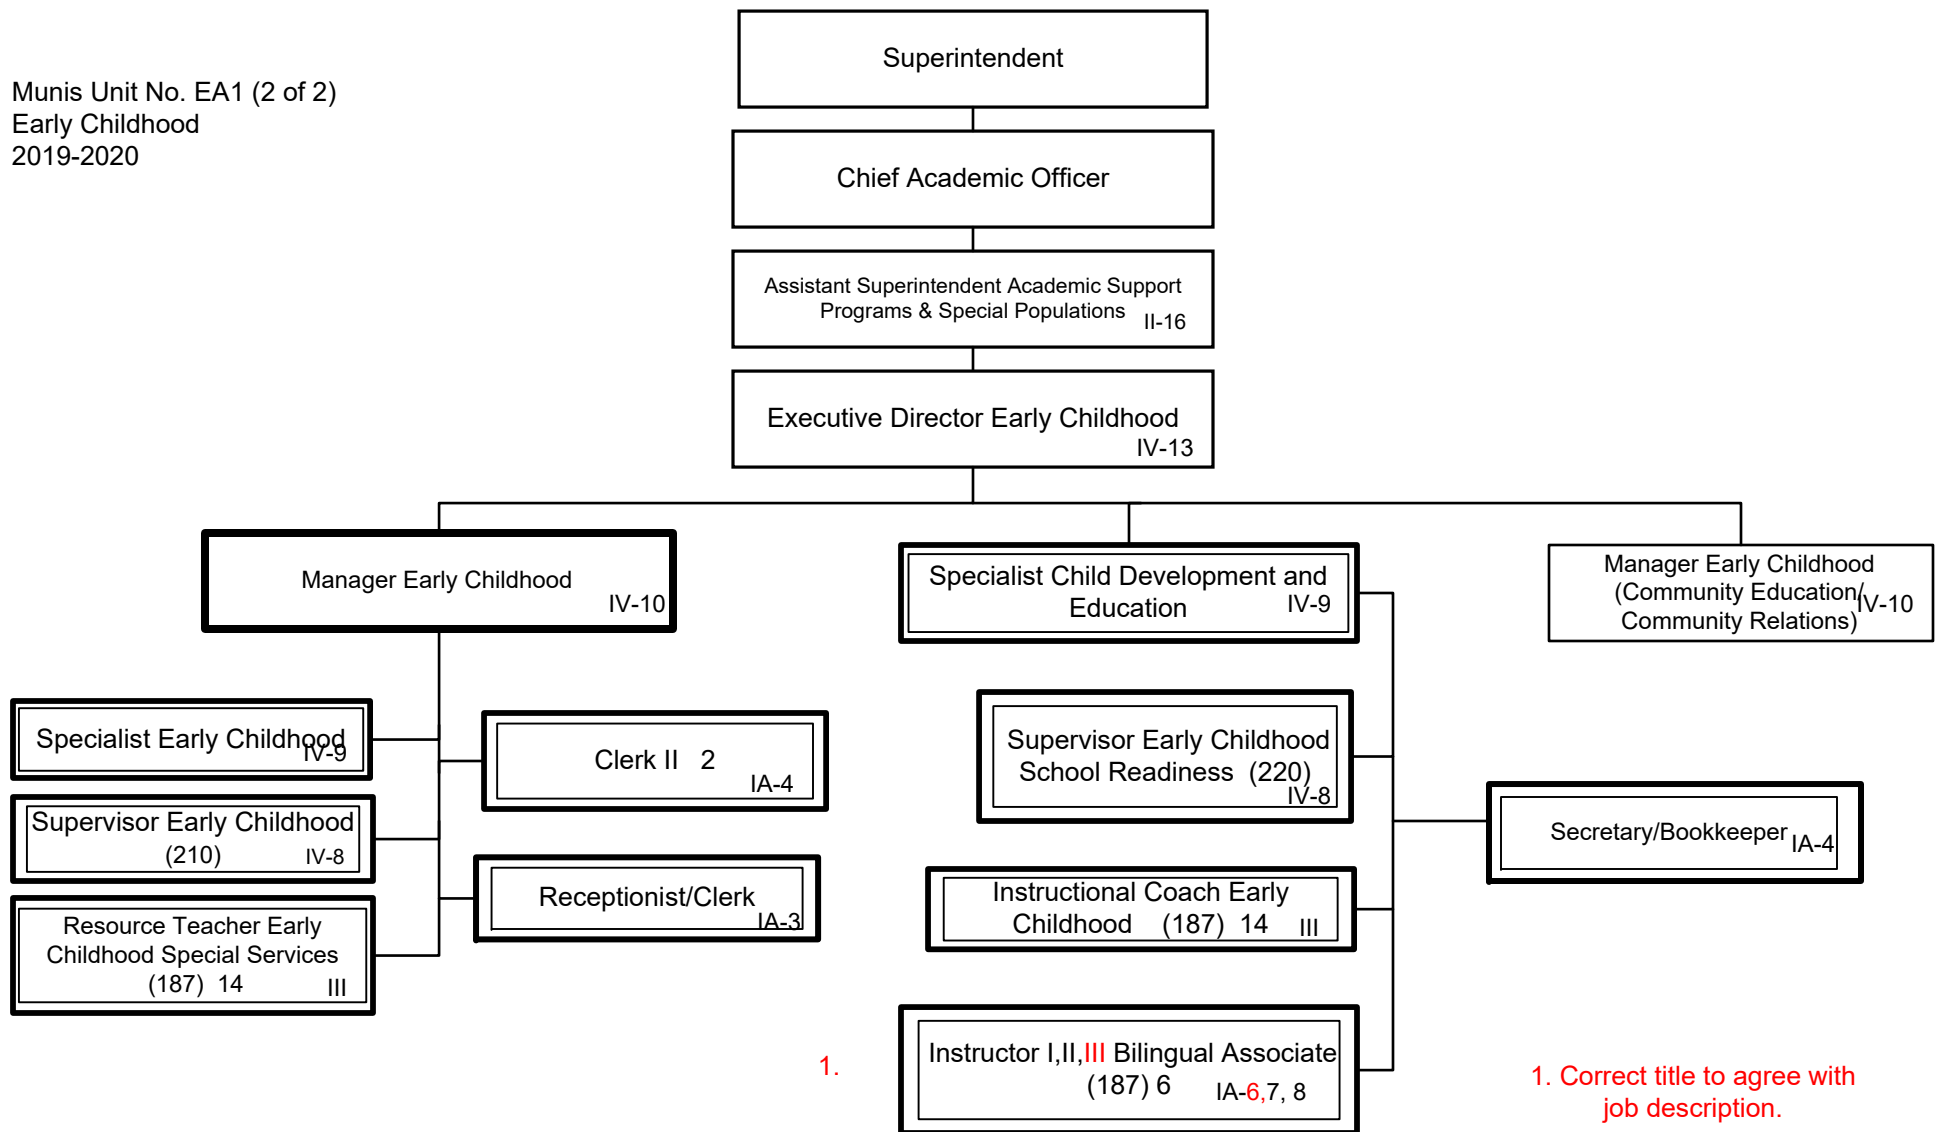 Munis Unit No. EA1 (2 of 2)
Early Childhood
2019-2020
Superintendent
Chief Academic Officer
Assistant Superintendent Academic Support
Programs & Special Populations
II-16
Executive Director Early Childhood
IV-13
Manager Early Childhood
IV-10
Specialist Child Development and
Education
IV-9
Manager Early Childhood
(Community Education/
Community Relations)
IV-10
Specialist Early Childhood
IV-9
Clerk II 2
IA-4
Supervisor Early Childhood
(210)
IV-8
Receptionist/Clerk
IA-3
Resource Teacher Early
Childhood Special Services
(187) 14
III
Supervisor Early Childhood
School Readiness (220)
IV-8
Secretary/Bookkeeper
IA-4
Instructional Coach Early
Childhood (187) 14
III
1.
Instructor I,II,III Bilingual Associate
(187) 6
IA-6,7, 8
1. Correct title to agree with
job description.